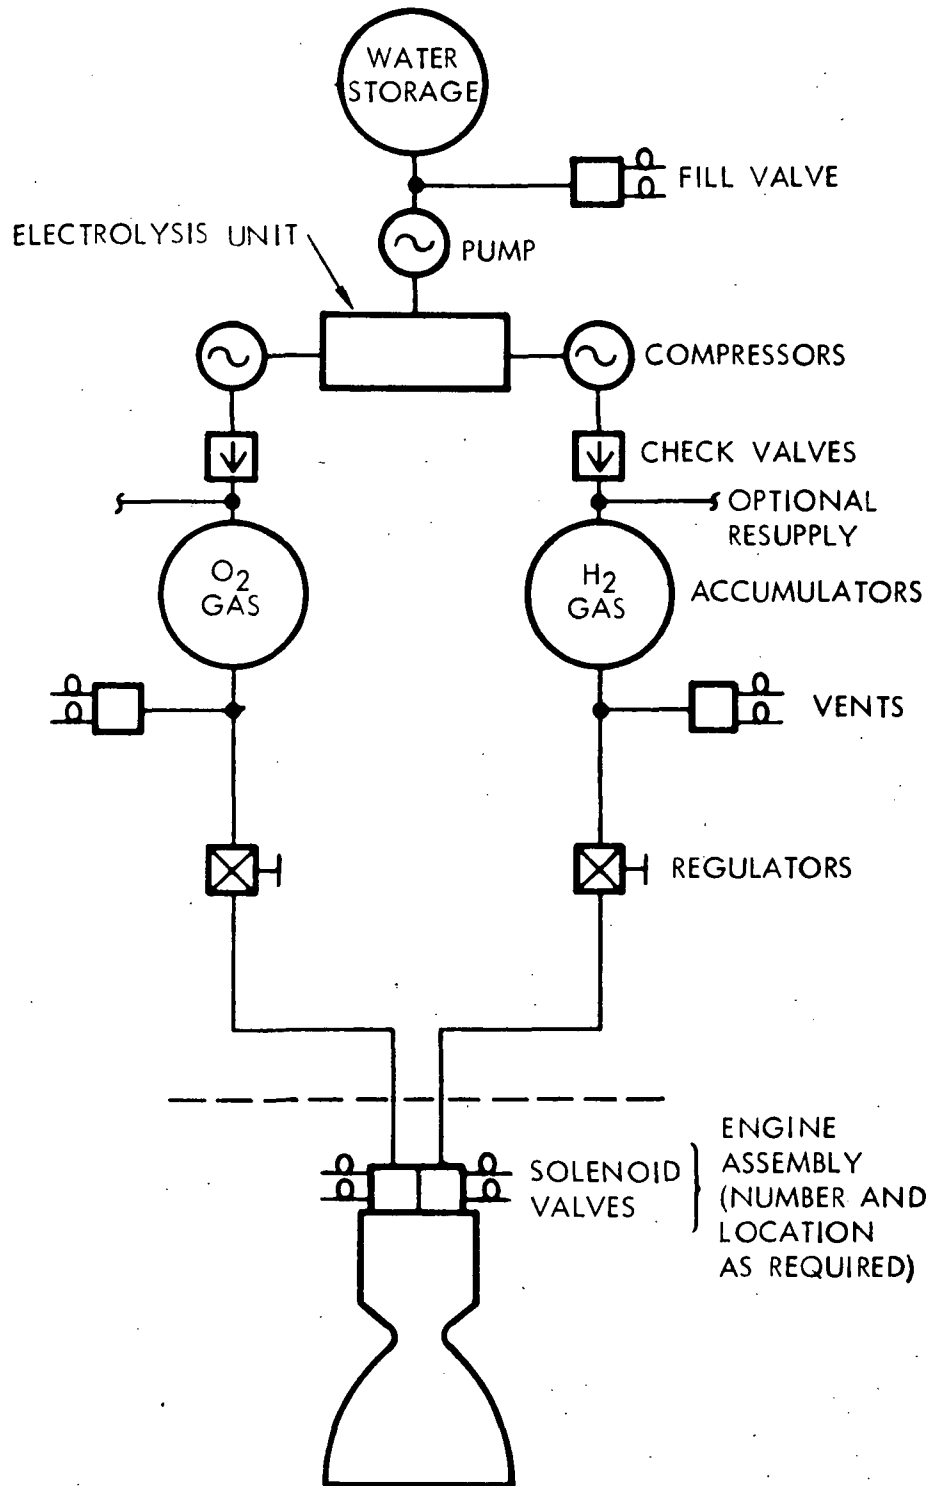 WATER
STORAGE
FILL VALVE
ELECTROLYSIS UNIT
PUMP
COMPRESSORS
CHECK VALVES
OPTIONAL
RESUPPLY
O2
GAS
H2
GAS
ACCUMULATORS
VENTS
REGULATORS
SOLENOID
VALVES
ENGINE
ASSEMBLY
(NUMBER AND
LOCATION
AS REQUIRED)